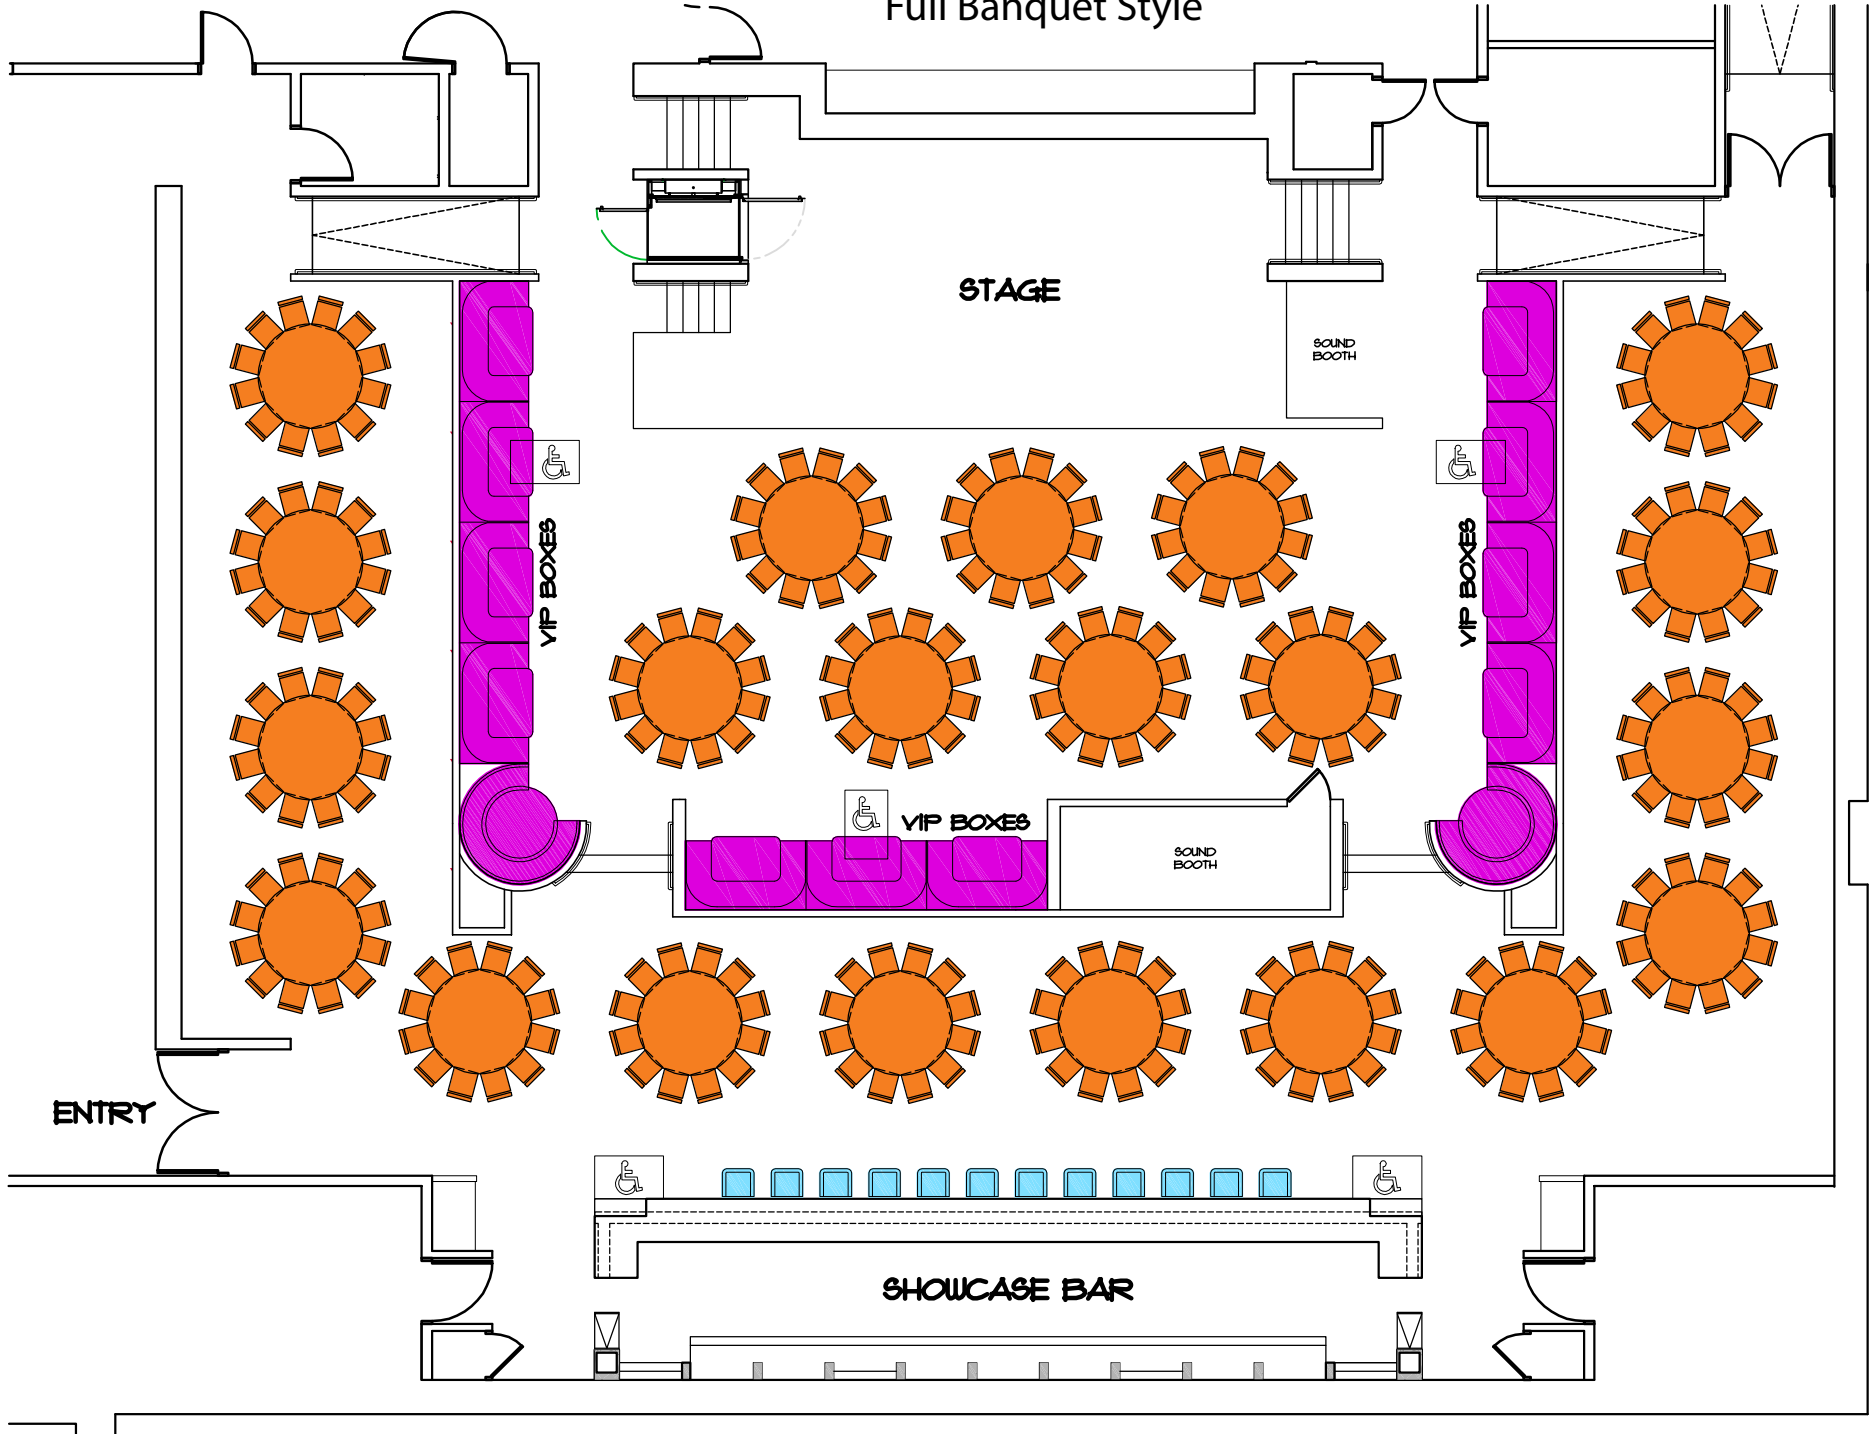 Full Banquet Style
STAGE
SOUND
BOOTH
VIP BOXES
VIP BOXES
VIP BOXES
SOUND
BOOTH
ENTRY
SHOWCASE BAR